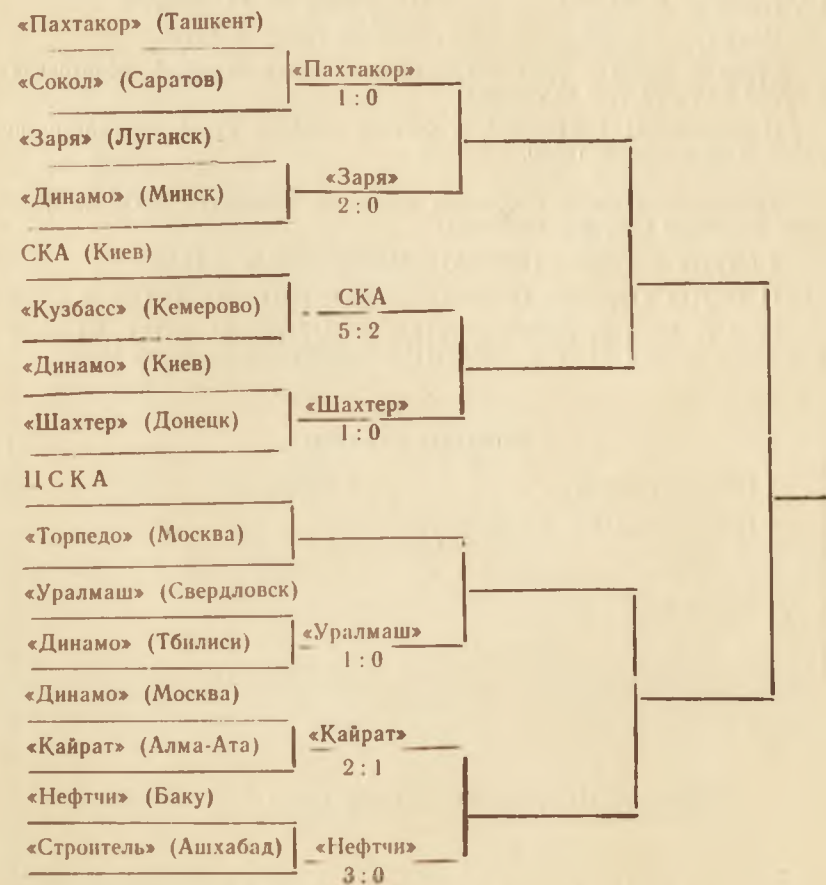 «Пахтакор» (Ташкент)
«Сокол» (Саратов)
«Пахтакор»
1 : 0
«Заря» (Луганск)
«Динамо» (Минск)
«Заря»
2 : 0
СКА (Киев)
«Кузбасс» (Кемерово)
СКА
5 : 2
«Динамо» (Киев)
«Шахтер» (Донецк)
«Шахтер»
1 : 0
ЦСКА
«Торпедо» (Москва)
«Уралмаш» (Свердловск)
«Динамо» (Тбилиси)
«Уралмаш»
1 : 0
«Динамо» (Москва)
«Кайрат» (Алма-Ата)
«Кайрат»
2 : 1
«Нефтчи» (Баку)
«Строитель» (Ашхабад)
«Нефтчи»
3 : 0